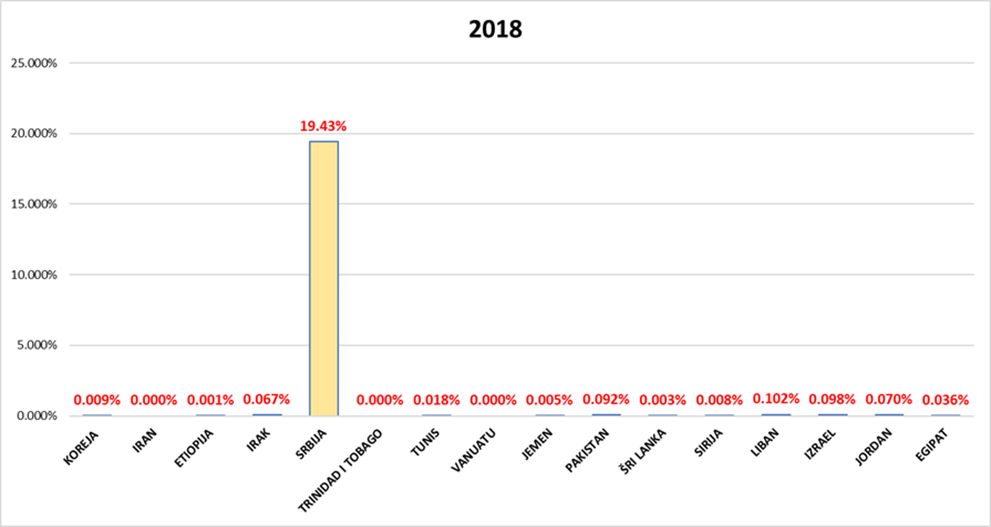 2018
25.000%
20.000%
15.000%
10.000%
5.000%
0.000%
0.009% 0.000% 0.001% 0.067% 19.43% 0.000% 0.018% 0.000% 0.005% 0.092% 0.003% 0.008% 0.102% 0.098% 0.070% 0.036%
KOREJA
IRAN
ETIOPIJA
IRAK
SRBIJA
TRINIDAD I TOBAGO
TUNIS
VANUATU
JEMEN
PAKISTAN
ŠRI LANKA
SIRIJA
LIBAN
IZRAEL
JORDAN
EGIPAT